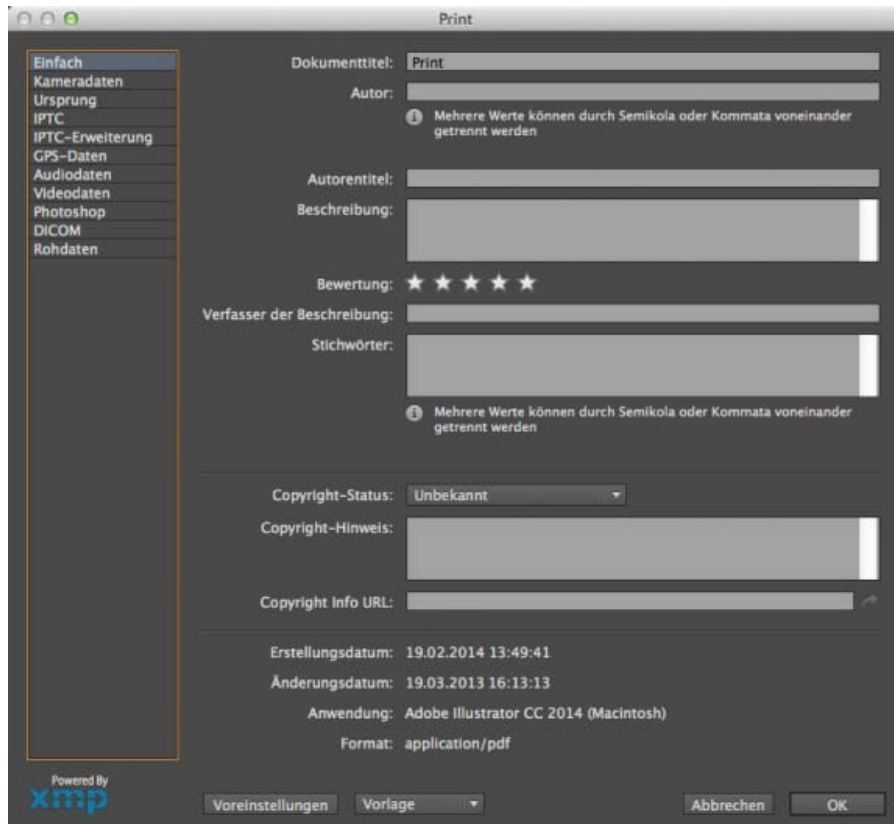 Print
Einfach
Kameradaten
Ursprung
IPTC
IPTC-Erweiterung
GPS-Daten
Audiodaten
Videodaten
Photoshop
DICOM
Rohdaten
Dokumenttitel: Print
Autor:
Mehrere Werte können durch Semikola oder Kommata voneinander
getrennt werden
Autorentitel:
Beschreibung:
Bewertung: ★ ★ ★ ★ ★
Verfasser der Beschreibung:
Stichwörter:
Mehrere Werte können durch Semikola oder Kommata voneinander
getrennt werden
Copyright-Status: Unbekannt
Copyright-Hinweis:
Copyright Info URL:
Erstellungsdatum: 19.02.2014 13:49:41
Änderungsdatum: 19.03.2013 16:13:13
Anwendung: Adobe Illustrator CC 2014 (Macintosh)
Format: application/pdf
Powered By
xmp
Voreinstellungen Vorlage Abbrechen OK